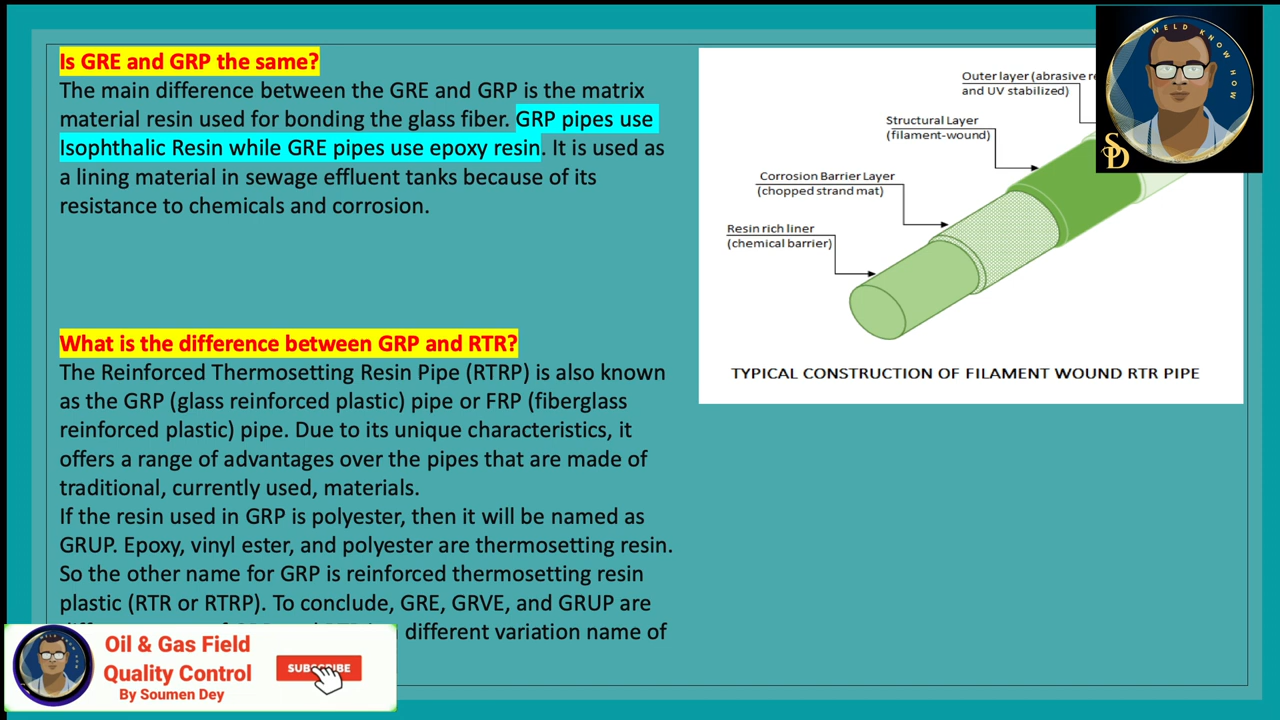 Is GRE and GRP the same?
The main difference between the GRE and GRP is the matrix
material resin used for bonding the glass fiber. GRP pipes use
Isophthalic Resin while GRE pipes use epoxy resin. It is used as
a lining material in sewage effluent tanks because of its
resistance to chemicals and corrosion.
What is the difference between GRP and RTR?
The Reinforced Thermosetting Resin Pipe (RTRP) is also known
as the GRP (glass reinforced plastic) pipe or FRP (fiberglass
reinforced plastic) pipe. Due to its unique characteristics, it
offers a range of advantages over the pipes that are made of
traditional, currently used, materials.
If the resin used in GRP is polyester, then it will be named as
GRUP. Epoxy, vinyl ester, and polyester are thermosetting resin.
So the other name for GRP is reinforced thermosetting resin
plastic (RTR or RTRP). To conclude, GRE, GRVE, and GRUP are
different variation name of
Outer layer (abrasive
and UV stabilized)
Structural Layer
(filament-wound)
Corrosion Barrier Layer
(chopped strand mat)
Resin rich liner
(chemical barrier)
TYPICAL CONSTRUCTION OF FILAMENT WOUND RTR PIPE
WELD KNOW HOW
SD
Oil & Gas Field
Quality Control
By Soumen Dey
SUBSCRIBE